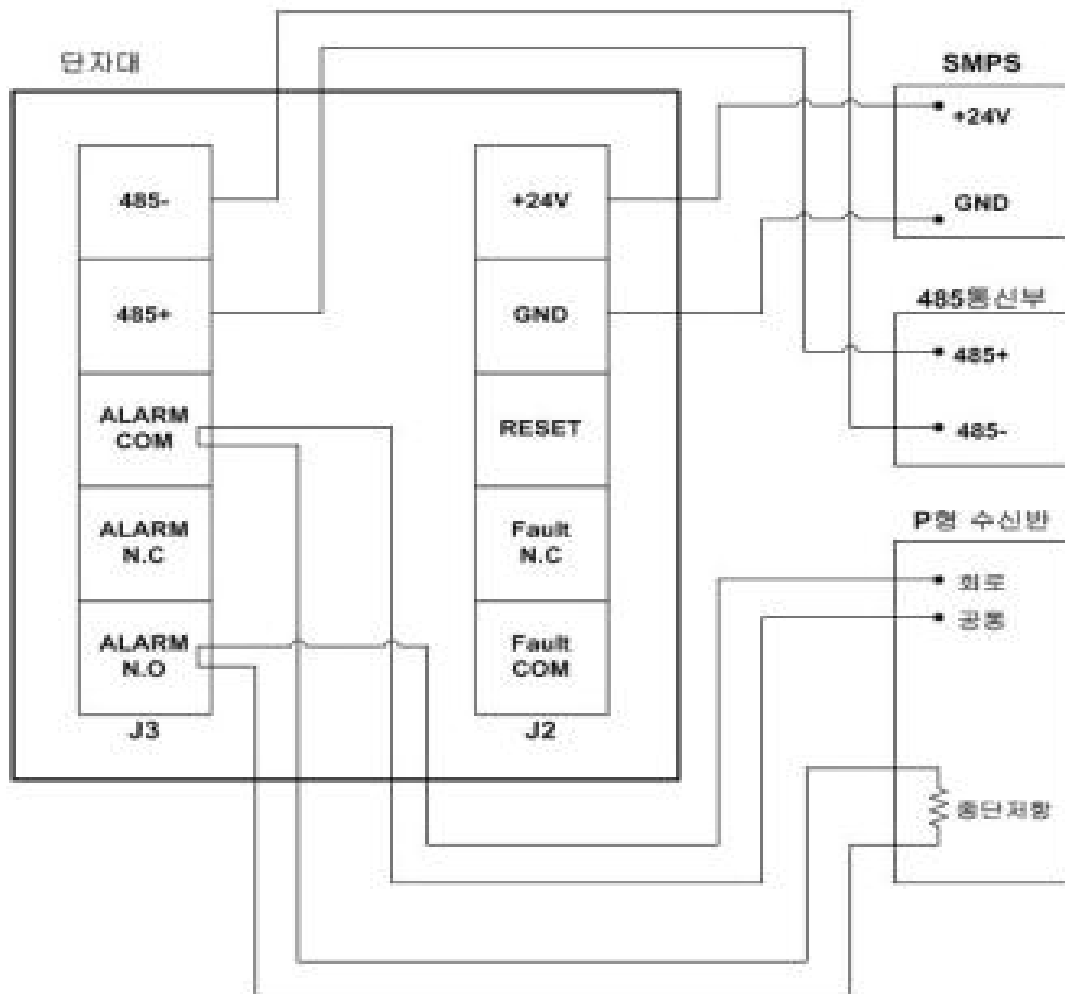 단자대
485-
485+
ALARM
COM
ALARM
N.C
ALARM
N.O
J3
+24V
GND
RESET
Fault
N.C
Fault
COM
J2
SMPS
+24V
GND
485통신부
485+
485-
P형 수신반
회로
공통
종단저항